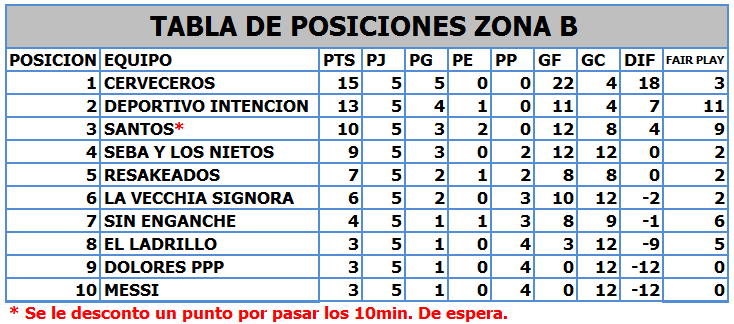 TABLA DE POSICIONES ZONA B
POSICION EQUIPO PTS PJ PG PE PP GF GC DIF FAIR PLAY
1 CERVECEROS 15 5 5 0 0 22 4 18 3
2 DEPORTIVO INTENCION 13 5 4 1 0 11 4 7 11
3 SANTOS* 10 5 3 2 0 12 8 4 9
4 SEBA Y LOS NIETOS 9 5 3 0 2 12 12 0 2
5 RESAKEADOS 7 5 2 1 2 8 8 0 2
6 LA VECCHIA SIGNORA 6 5 2 0 3 10 12 -2 2
7 SIN ENGANCHE 4 5 1 1 3 8 9 -1 6
8 EL LADRILLO 3 5 1 0 4 3 12 -9 5
9 DOLORES PPP 3 5 1 0 4 0 12 -12 0
10 MESSI 3 5 1 0 4 0 12 -12 0
* Se le desconto un punto por pasar los 10min. De espera.